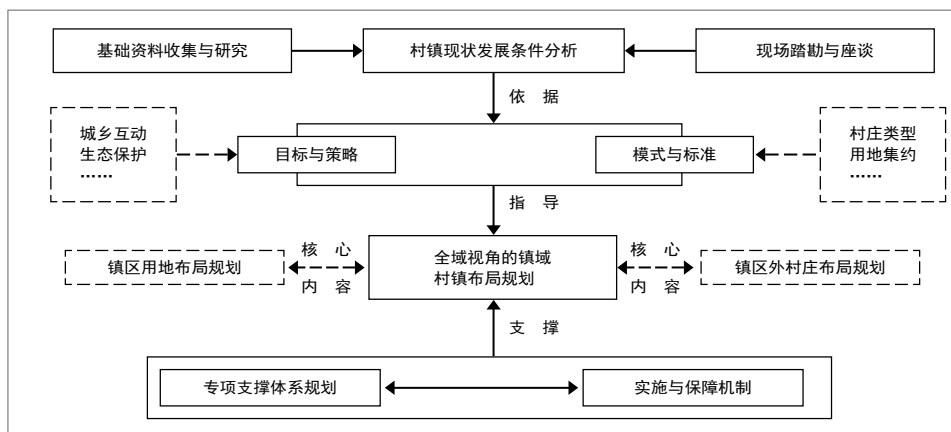 基础资料收集与研究
村镇现状发展条件分析
现场踏勘与座谈
依 据
城乡互动
生态保护
……
目标与策略
模式与标准
村庄类型
用地集约
……
指 导
镇区用地布局规划
核 心
内 容
全域视角的镇域
村镇布局规划
核 心
内 容
镇区外村庄布局规划
支 撑
专项支撑体系规划
实施与保障机制